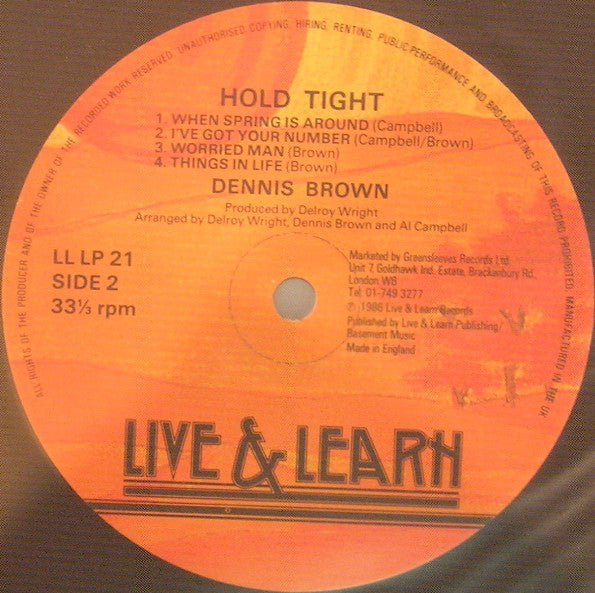 ALL RIGHTS OF THE PRODUCER AND OF THE OWNER OF THE RECORDED WORK RESERVED. UNAUTHORISED COPYING, HIRING, RENTING, PUBLIC PERFORMANCE AND BROADCASTING OF THIS RECORD PROHIBITED. MANUFACTURED IN THE UK
HOLD TIGHT
1. WHEN SPRING IS AROUND (Campbell)
2. I'VE GOT YOUR NUMBER (Campbell/Brown)
3. WORRIED MAN (Brown)
4. THINGS IN LIFE (Brown)
DENNIS BROWN
Produced by Delroy Wright
Arranged by Delroy Wright, Dennis Brown and Al Campbell
LL LP 21
SIDE 2
33⅓ rpm
Marketed by Greensleeves Records Ltd.
Unit 7, Goldhawk Ind. Estate, Brackenbury Rd,
London W6
Tel: 01-749 3277
℗ 1986 Live & Learn Records
Published by Live & Learn Publishing/
Basement Music
Made in England
LIVE & LEARN